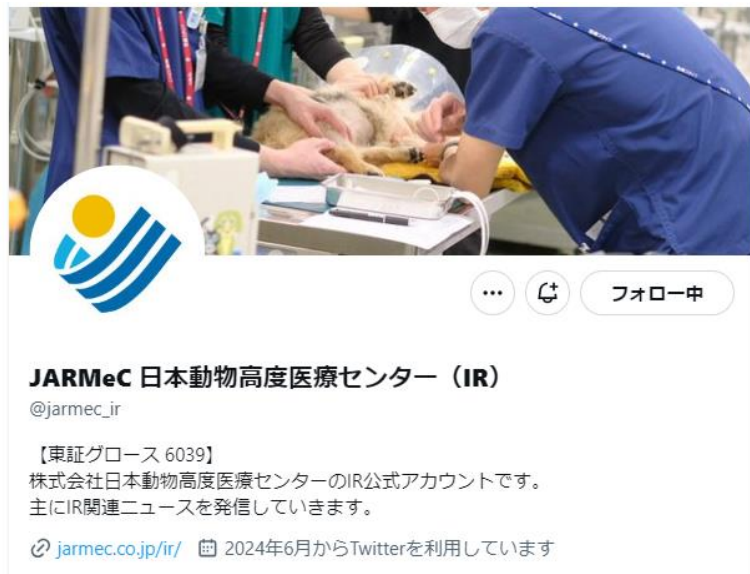 フォロー中
JARMeC 日本動物高度医療センター（IR）
@jarmec_ir
【東証グロース 6039】
株式会社日本動物高度医療センターのIR公式アカウントです。
主にIR関連ニュースを発信していきます。
jarmec.co.jp/ir/ 2024年6月からTwitterを利用しています